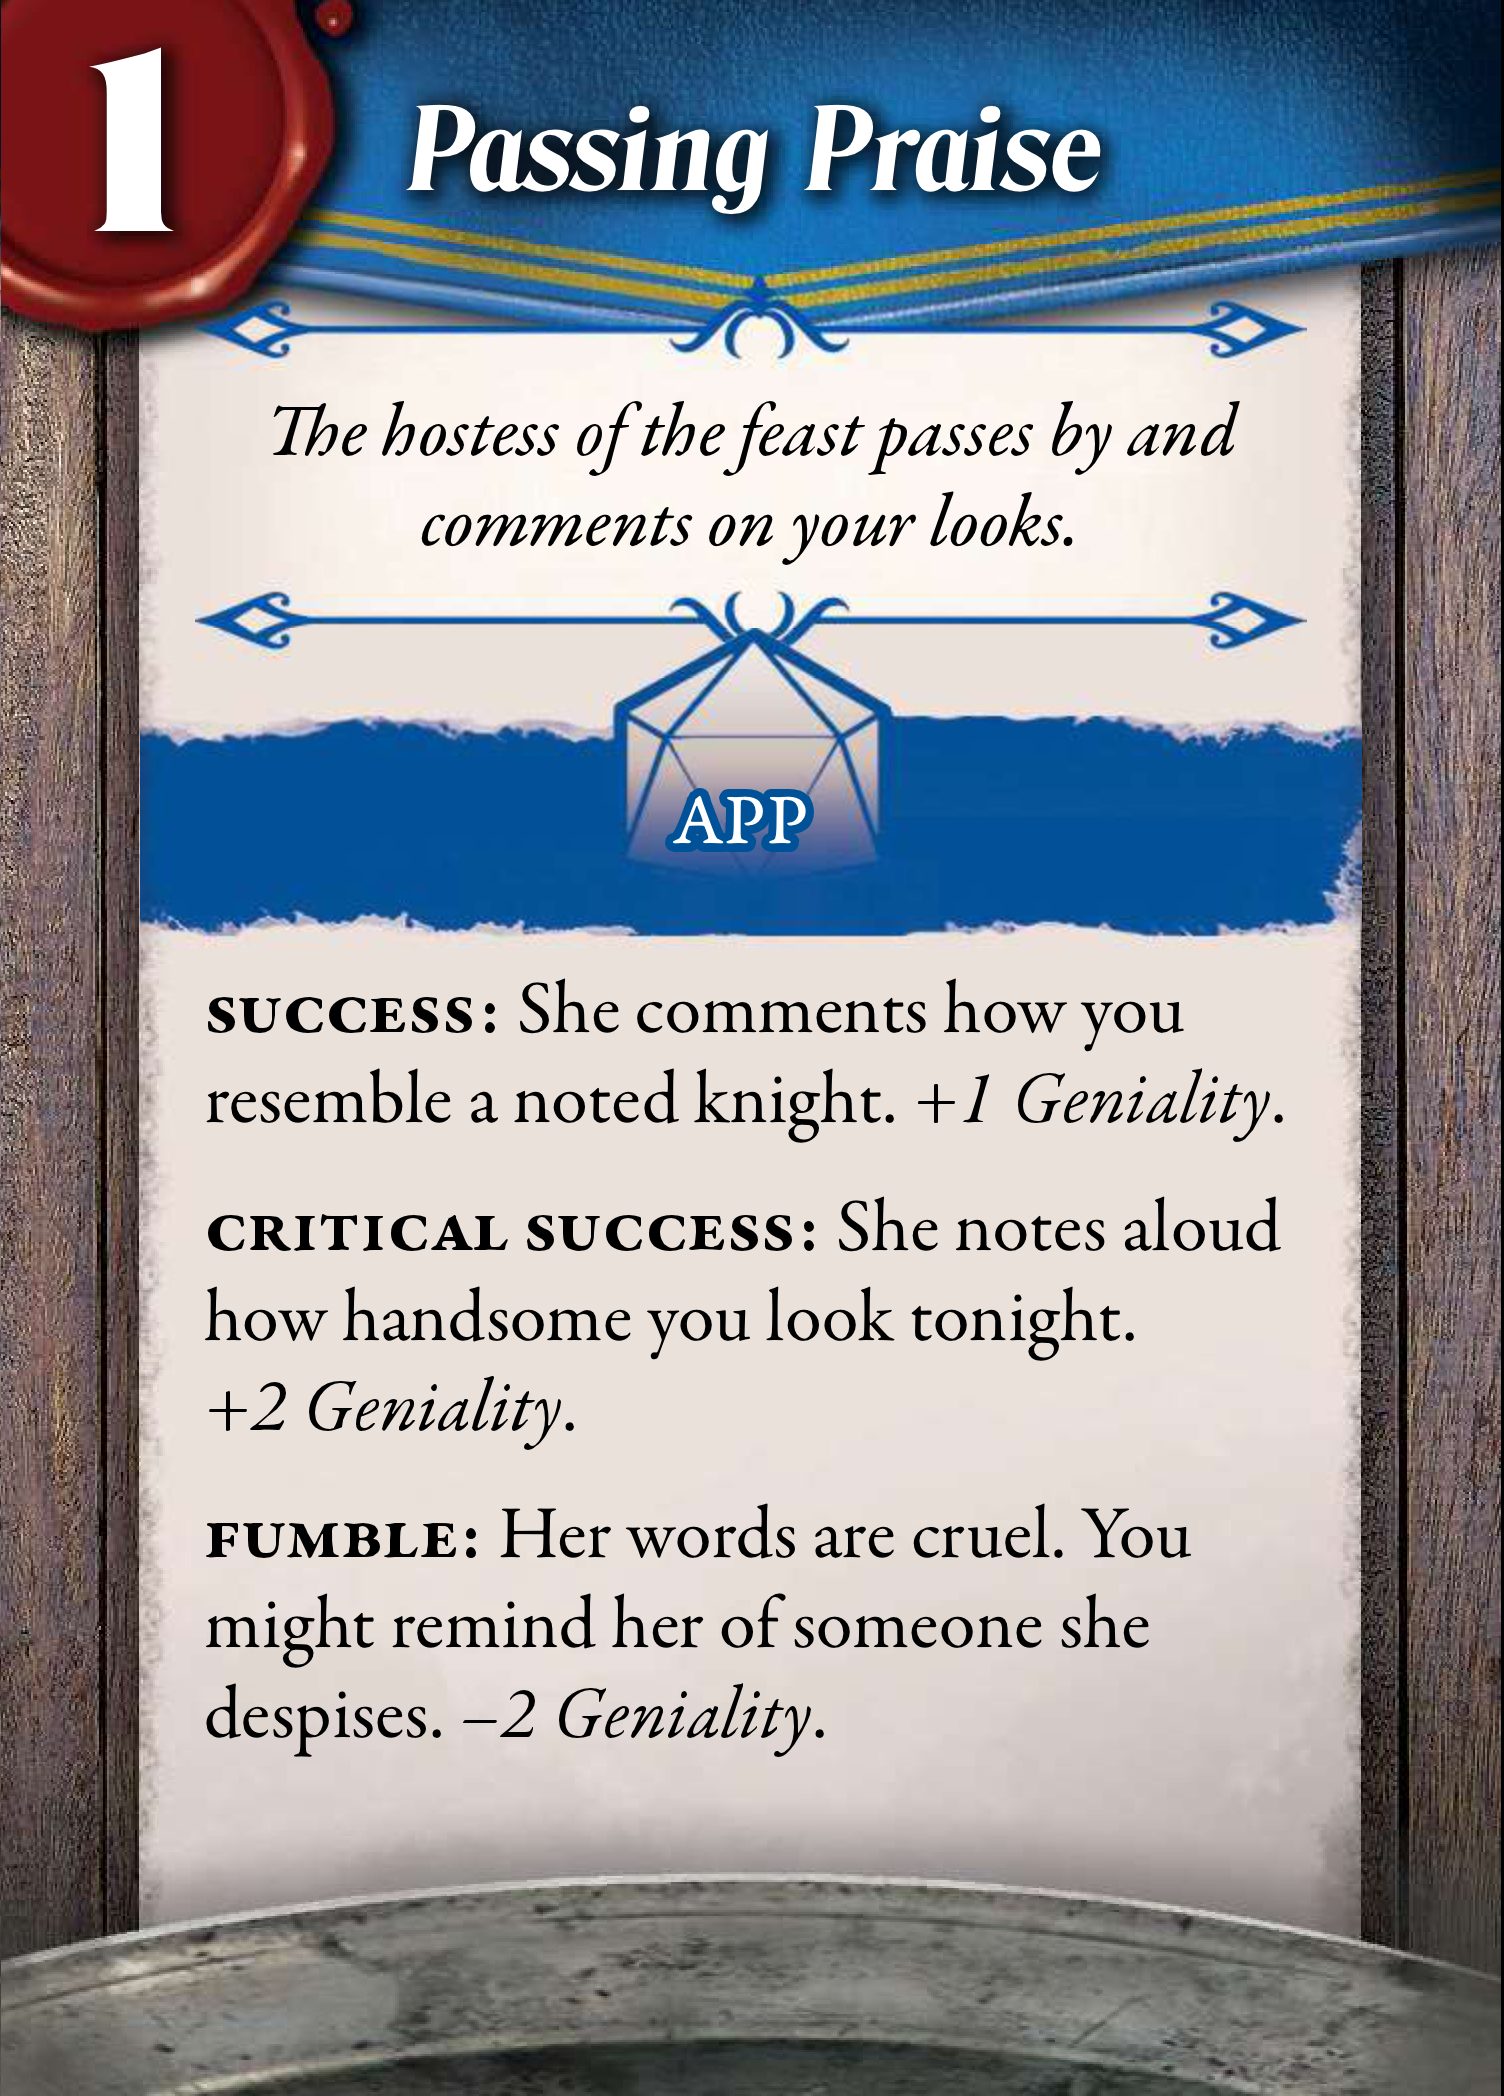 1
Passing Praise
The hostess of the feast passes by and
comments on your looks.
APP
SUCCESS: She comments how you
resemble a noted knight. +1 Geniality.
CRITICAL SUCCESS: She notes aloud
how handsome you look tonight.
+2 Geniality.
FUMBLE: Her words are cruel. You
might remind her of someone she
despises. –2 Geniality.